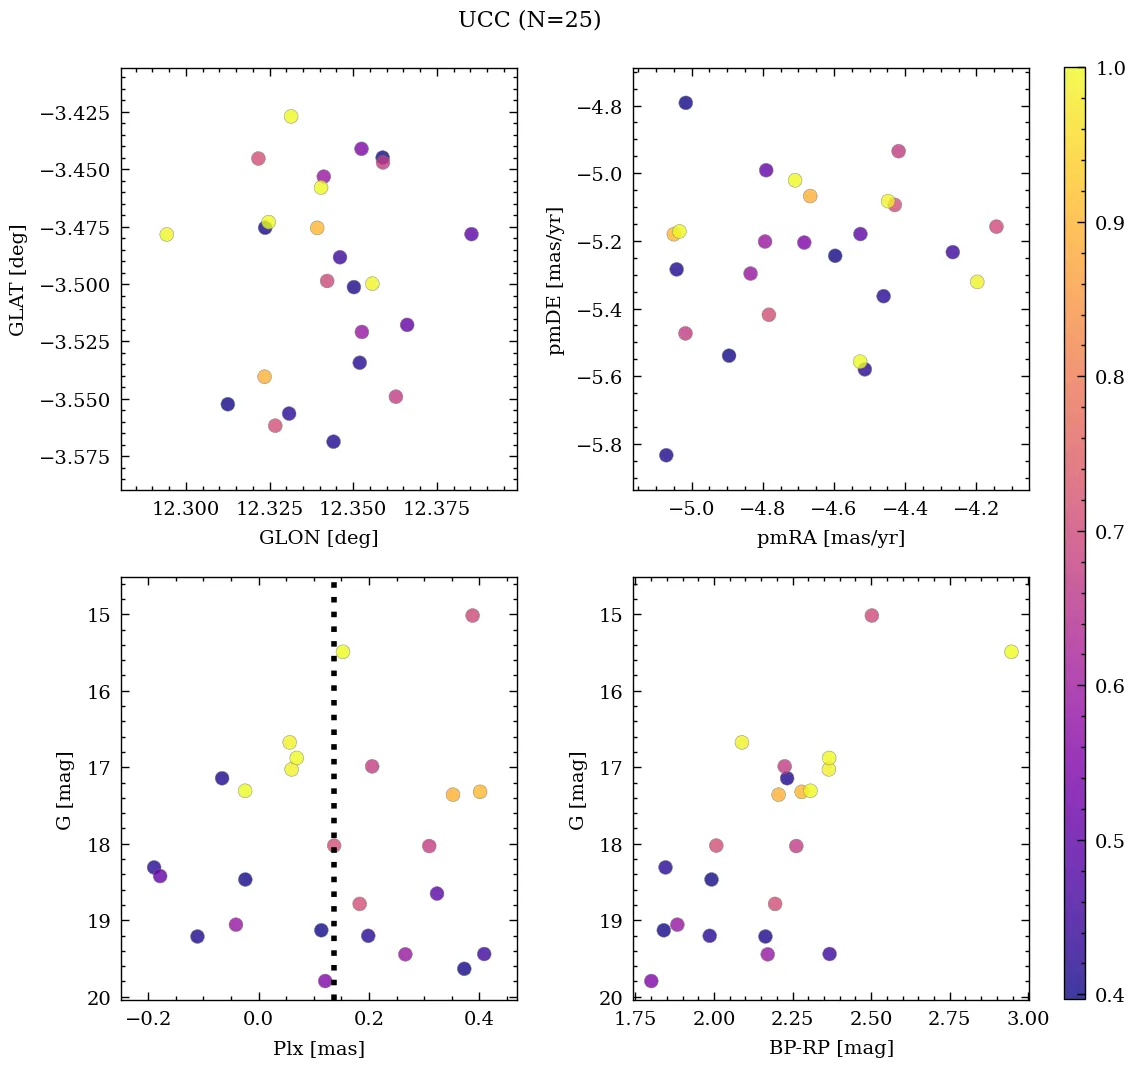 UCC (N=25)
−3.425
−3.450
−3.475
−3.500
−3.525
−3.550
−3.575
GLAT [deg]
12.300 12.325 12.350 12.375
GLON [deg]
−4.8
−5.0
−5.2
−5.4
−5.6
−5.8
pmDE [mas/yr]
−5.0 −4.8 −4.6 −4.4 −4.2
pmRA [mas/yr]
15
16
17
18
19
20
G [mag]
−0.2 0.0 0.2 0.4
Plx [mas]
15
16
17
18
19
20
G [mag]
1.75 2.00 2.25 2.50 2.75 3.00
BP-RP [mag]
1.0
0.9
0.8
0.7
0.6
0.5
0.4